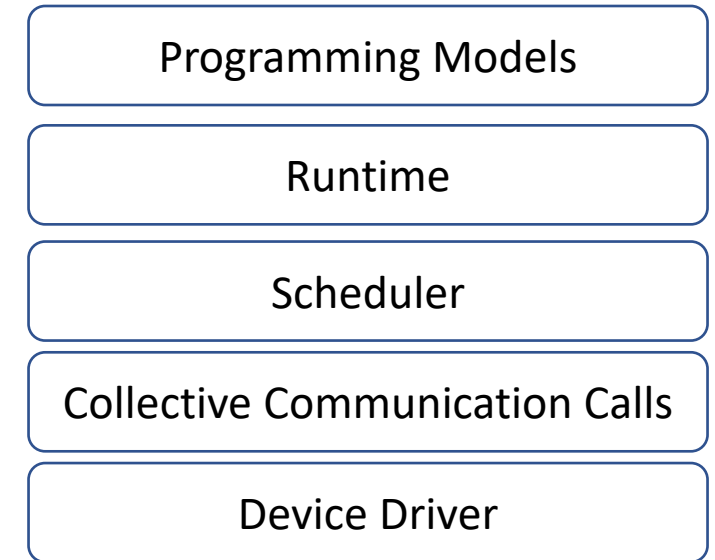 Programming Models
Runtime
Scheduler
Collective Communication Calls
Device Driver